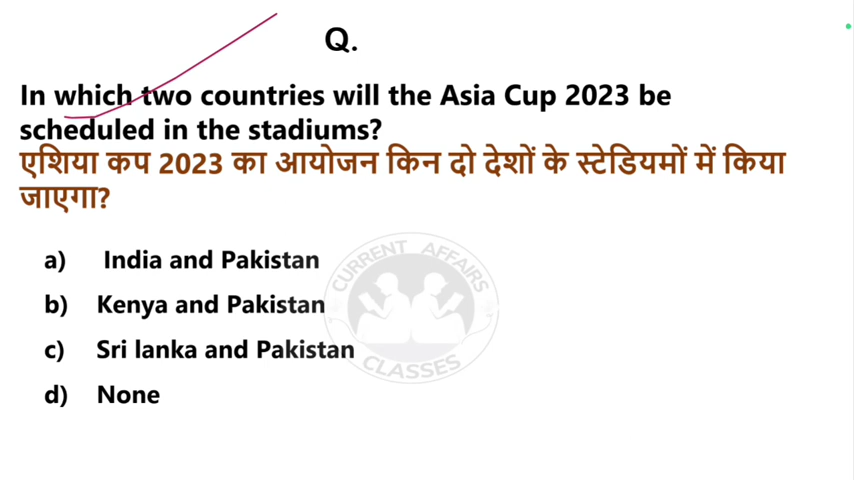 Q.
In which two countries will the Asia Cup 2023 be
scheduled in the stadiums?
एशिया कप 2023 का आयोजन किन दो देशों के स्टेडियमों में किया
जाएगा?
a) India and Pakistan
b) Kenya and Pakistan
c) Sri lanka and Pakistan
d) None
CURRENT AFFAIRS
CLASSES